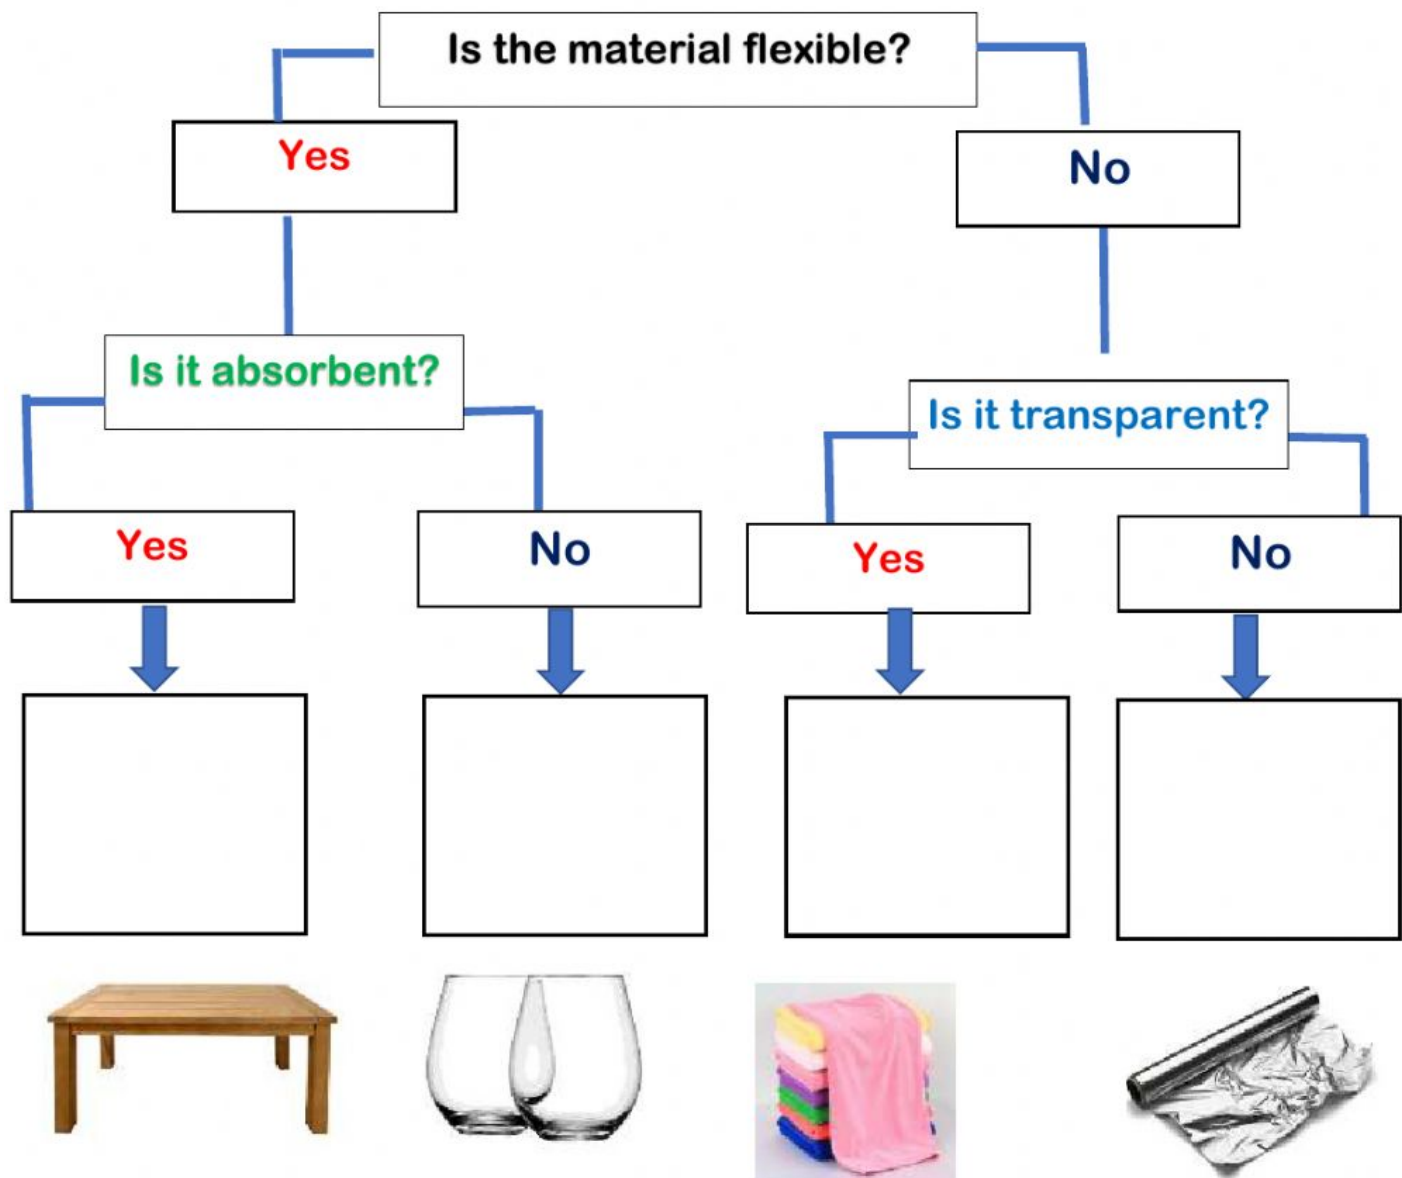 Is the material flexible?
Yes
No
Is it absorbent?
Is it transparent?
Yes
No
Yes
No